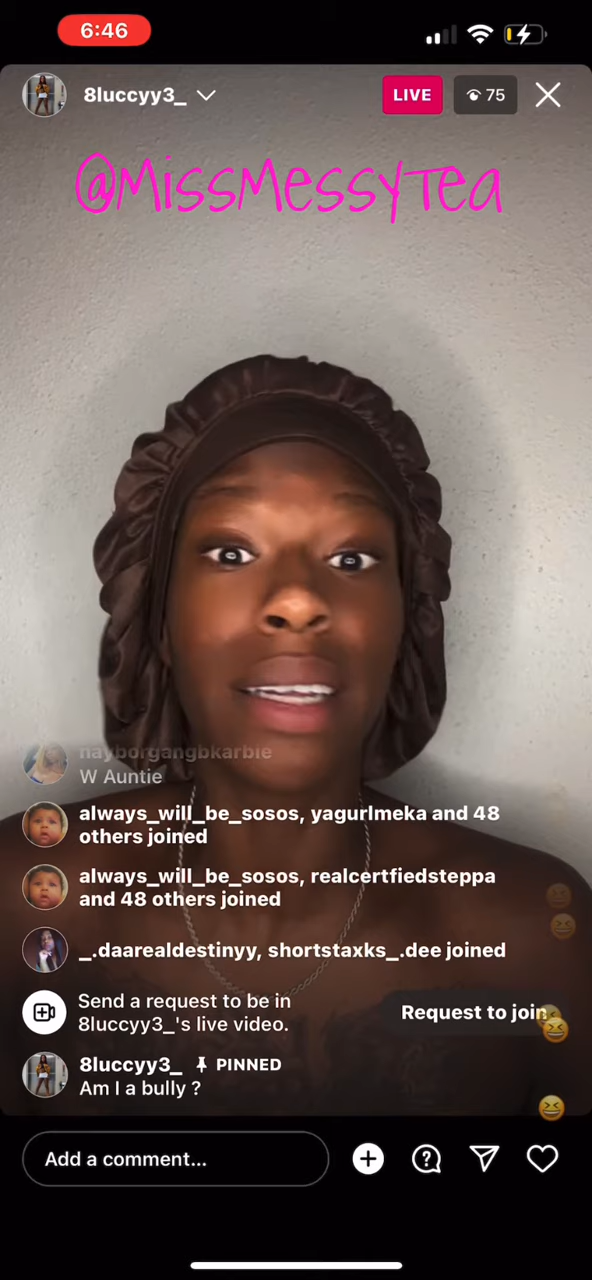 6:46
8luccyy3_
LIVE
75
@MissMessyTea
nayborgangbkarbie
W Auntie
always_will_be_sosos, yagurlmeka and 48
others joined
always_will_be_sosos, realcertfiedsteppa
and 48 others joined
_.daarealdestinyy, shortstaxks_.dee joined
Send a request to be in
8luccyy3_'s live video.
Request to join
8luccyy3_ PINNED
Am I a bully ?
Add a comment...